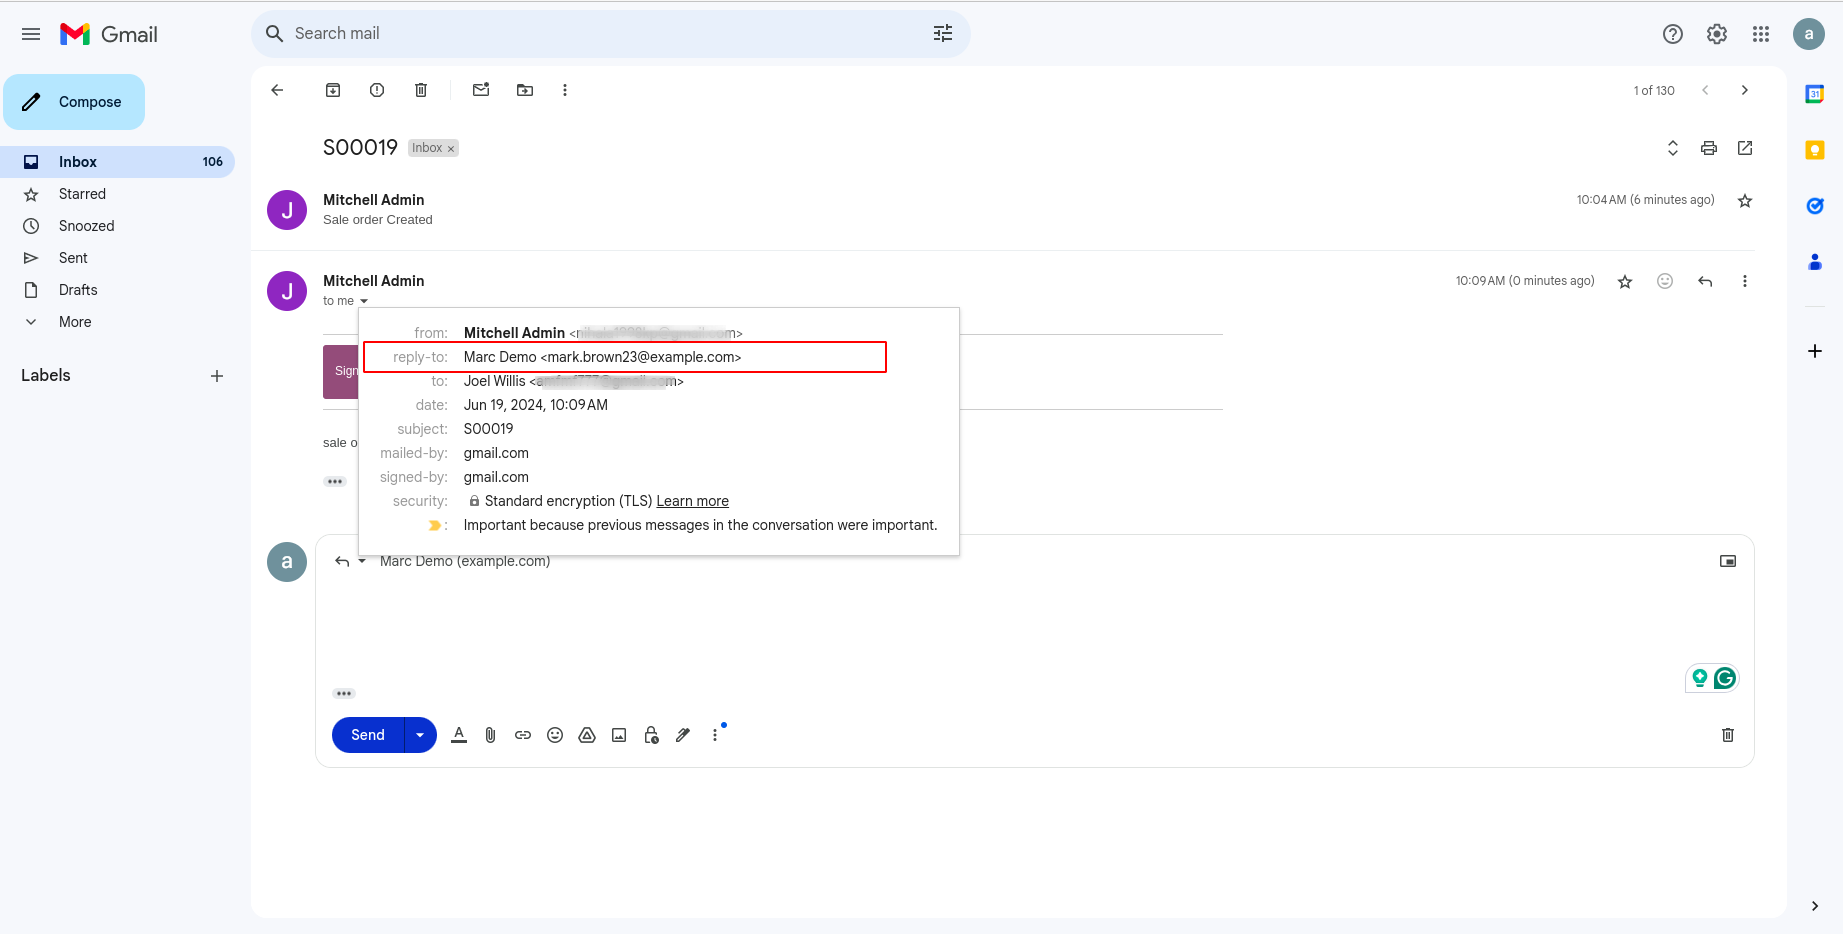 Gmail
Search mail
a
Compose
1 of 130
31
Inbox 106
Starred
Snoozed
Sent
Drafts
More
Labels
S00019 Inbox ×
J
Mitchell Admin
Sale order Created
10:04 AM (6 minutes ago)
J
Mitchell Admin
to me
10:09 AM (0 minutes ago)
from: Mitchell Admin
reply-to: Marc Demo <mark.brown23@example.com>
to: Joel Willis
date: Jun 19, 2024, 10:09 AM
subject: S00019
mailed-by: gmail.com
signed-by: gmail.com
security: Standard encryption (TLS) Learn more
: Important because previous messages in the conversation were important.
Sign
sale o
a
Marc Demo (example.com)
G
Send
A